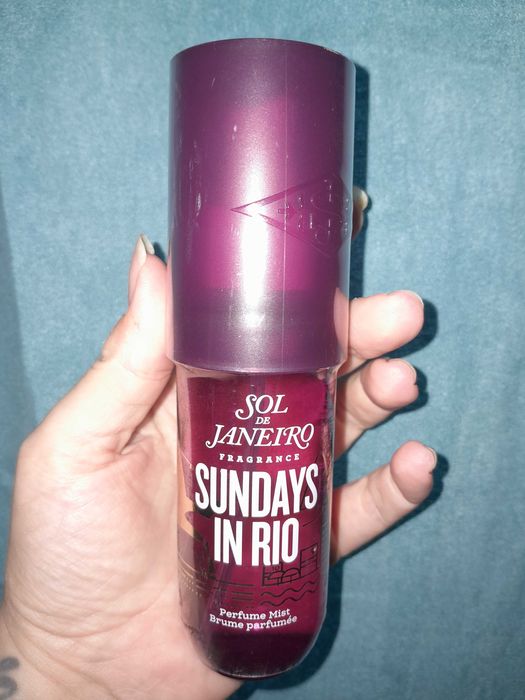 SOL
DE
JANEIRO
FRAGRANCE
SUNDAYS
IN RIO
Perfume Mist
Brume parfumée